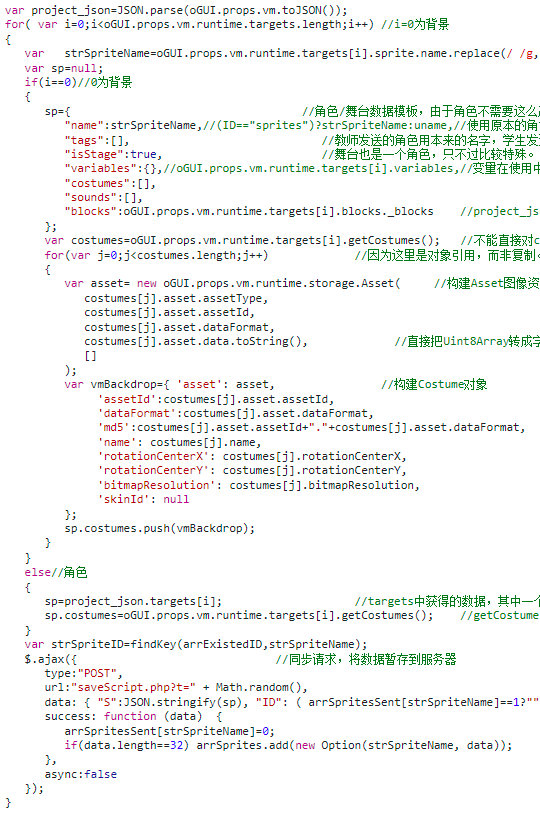 var project_json=JSON.parse(oGUI.props.vm.toJSON());
for( var i=0;i<oGUI.props.vm.runtime.targets.length;i++) //i=0为背景
{
   var   strSpriteName=oGUI.props.vm.runtime.targets[i].sprite.name.replace(/ /g,
   var sp=null;
   if(i==0)//0为背景
   {
      sp={                                   //角色/舞台数据模板，由于角色不需要这么
         "name":strSpriteName,//(ID=="sprites")?strSpriteName:uname,//使用原本的角
         "tags":[],                             //教师发送的角色用本来的名字，学生发
         "isStage":true,                        //舞台也是一个角色，只不过比较特殊。
         "variables":{},//oGUI.props.vm.runtime.targets[i].variables,//变量在使用中
         "costumes":[],
         "sounds":[],
         "blocks":oGUI.props.vm.runtime.targets[i].blocks._blocks    //project_js
      };
      var costumes=oGUI.props.vm.runtime.targets[i].getCostumes();   //不能直接对c
      for(var j=0;j<costumes.length;j++)             //因为这里是对象引用，而非复制
      {
         var asset= new oGUI.props.vm.runtime.storage.Asset(     //构建Asset图像资
            costumes[j].asset.assetType,
            costumes[j].asset.assetId,
            costumes[j].asset.dataFormat,
            costumes[j].asset.data.toString(),             //直接把Uint8Array转成字
            []
         );
         var vmBackdrop={ 'asset': asset,                //构建Costume对象
              'assetId':costumes[j].asset.assetId,
              'dataFormat':costumes[j].asset.dataFormat,
              'md5':costumes[j].asset.assetId+"."+costumes[j].asset.dataFormat,
              'name': costumes[j].name,
              'rotationCenterX': costumes[j].rotationCenterX,
              'rotationCenterY': costumes[j].rotationCenterY,
              'bitmapResolution': costumes[j].bitmapResolution,
              'skinId': null
         };
         sp.costumes.push(vmBackdrop);
      }
   }
   else//角色
   {
      sp=project_json.targets[i];                    //targets中获得的数据，其中一个
      sp.costumes=oGUI.props.vm.runtime.targets[i].getCostumes();    //getCostume
   }
   var strSpriteID=findKey(arrExistedID,strSpriteName);
   $.ajax({                              //同步请求，将数据暂存到服务器
      type:"POST",
      url:"saveScript.php?t=" + Math.random(),
      data: { "S":JSON.stringify(sp), "ID": ( arrSpritesSent[strSpriteName]==1?""
      success: function (data)  {
         arrSpritesSent[strSpriteName]=0;
         if(data.length==32) arrSprites.add(new Option(strSpriteName, data));
      },
      async:false
   });
}